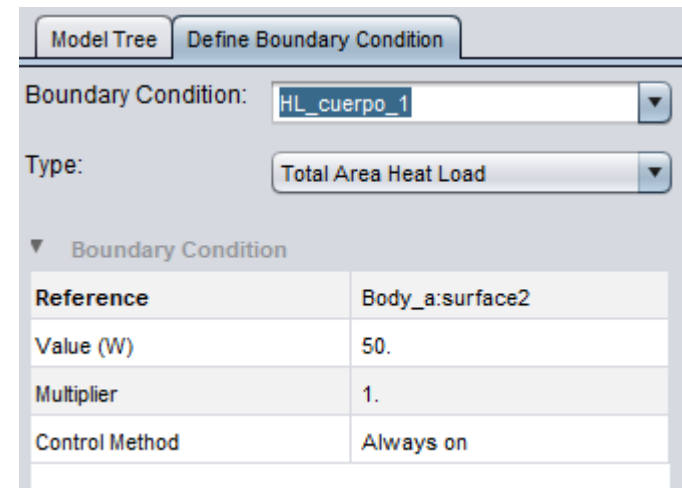 Model Tree Define Boundary Condition
Boundary Condition: HL_cuerpo_1
Type: Total Area Heat Load
Boundary Condition
Reference Body_a:surface2
Value (W) 50.
Multiplier 1.
Control Method Always on